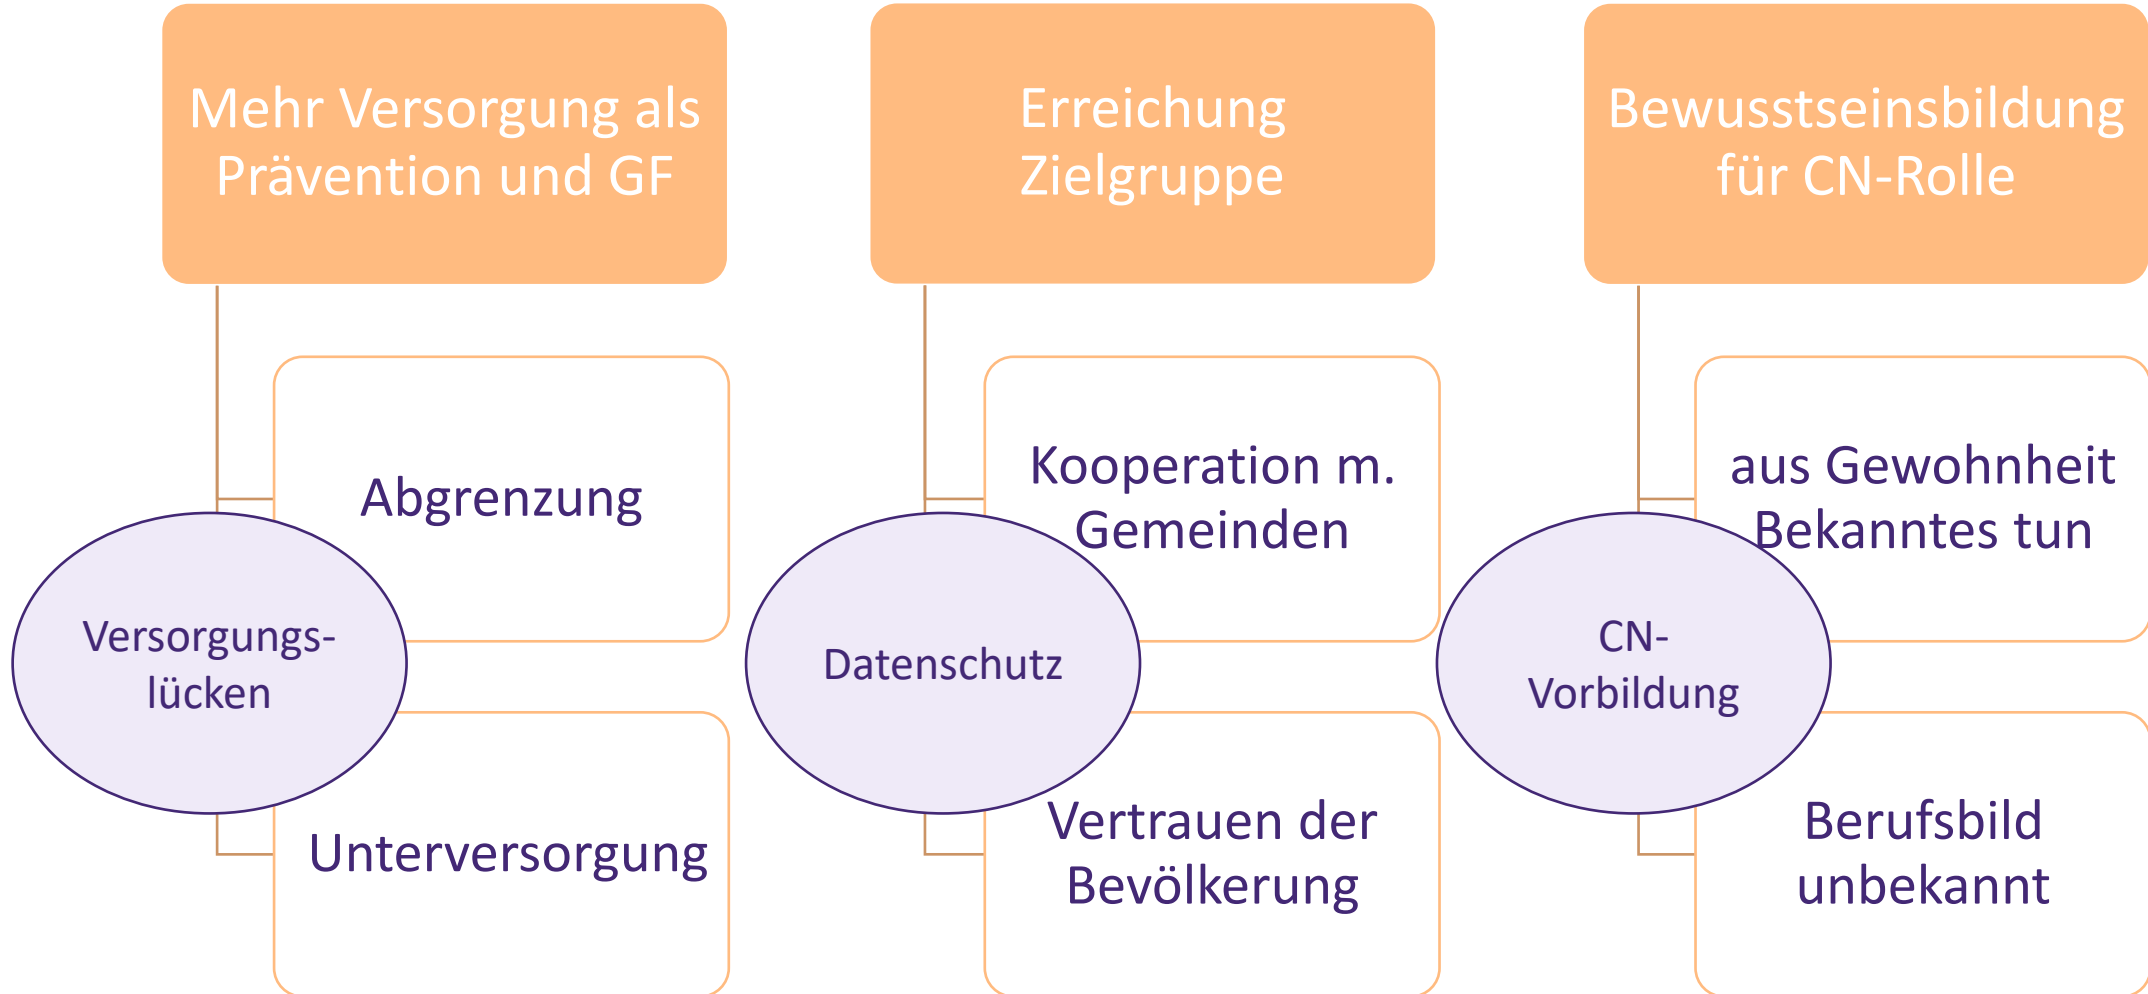 Mehr Versorgung als
Prävention und GF
Abgrenzung
Versorgungs-
lücken
Unterversorgung
Erreichung
Zielgruppe
Kooperation m.
Gemeinden
Datenschutz
Vertrauen der
Bevölkerung
Bewusstseinsbildung
für CN-Rolle
aus Gewohnheit
Bekanntes tun
CN-
Vorbildung
Berufsbild
unbekannt